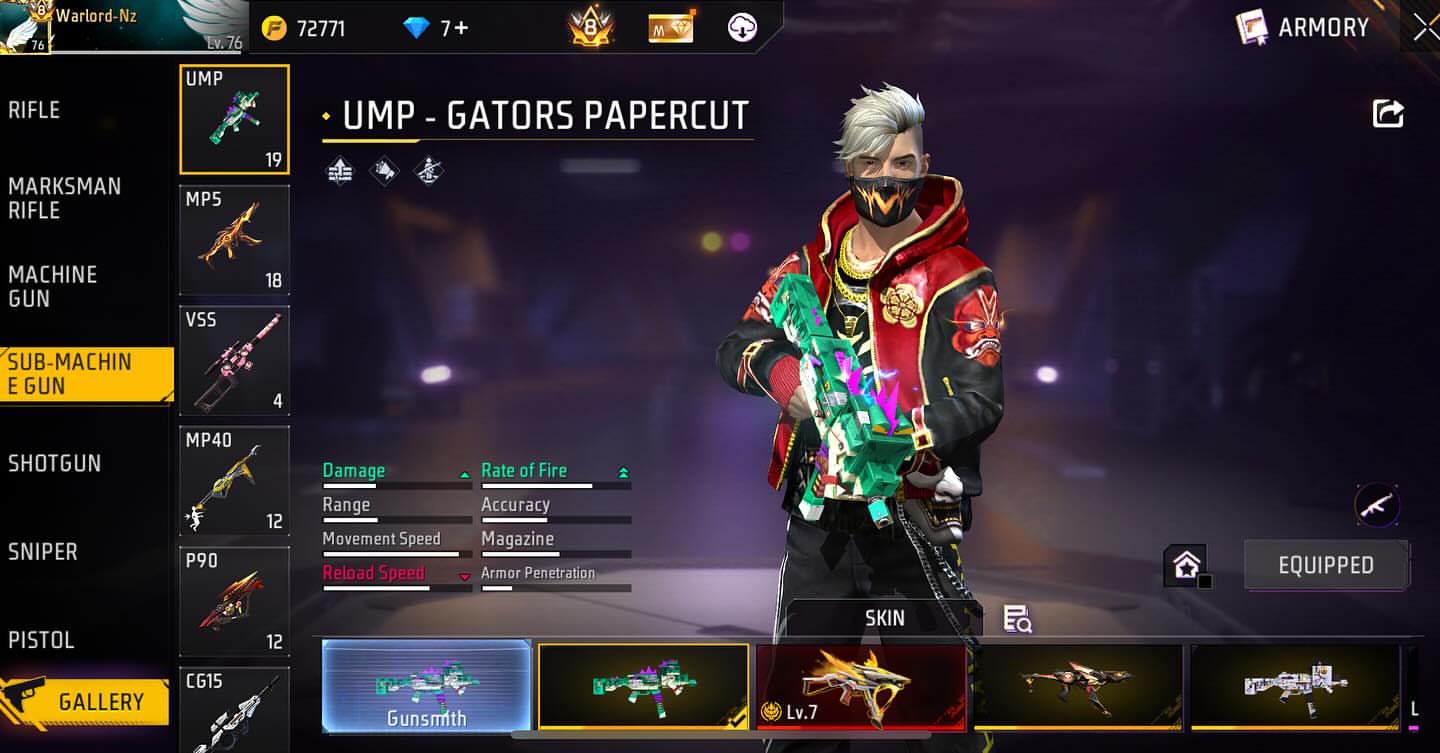 Warlord-Nz
76
Lv. 76
72771
7+
8
M
ARMORY
RIFLE
MARKSMAN
RIFLE
MACHINE
GUN
SUB-MACHIN
E GUN
SHOTGUN
SNIPER
PISTOL
GALLERY
UMP
19
MP5
18
VSS
4
MP40
12
P90
12
CG15
UMP - GATORS PAPERCUT
Damage
Rate of Fire
Range
Accuracy
Movement Speed
Magazine
Reload Speed
Armor Penetration
EQUIPPED
SKIN
Gunsmith
Lv.7
L